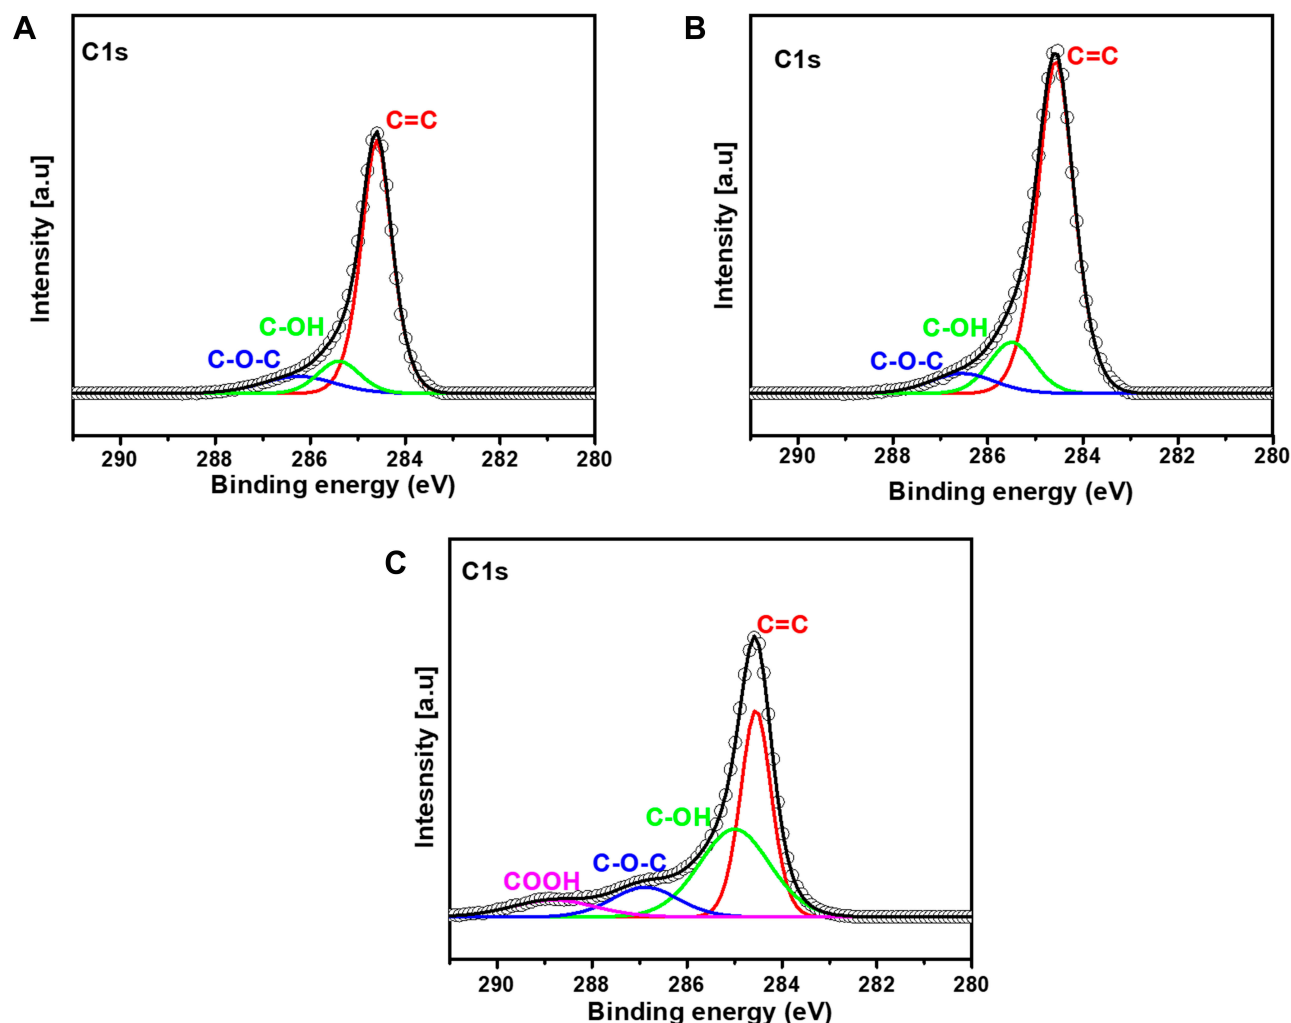 A
C1s
C=C
C-OH
C-O-C
Intensity [a.u]
290 288 286 284 282 280
Binding energy (eV)
B
C1s
C=C
C-OH
C-O-C
Intensity [a.u]
290 288 286 284 282 280
Binding energy (eV)
C
C1s
C=C
C-OH
C-O-C
COOH
Intesnsity [a.u]
290 288 286 284 282 280
Binding energy (eV)